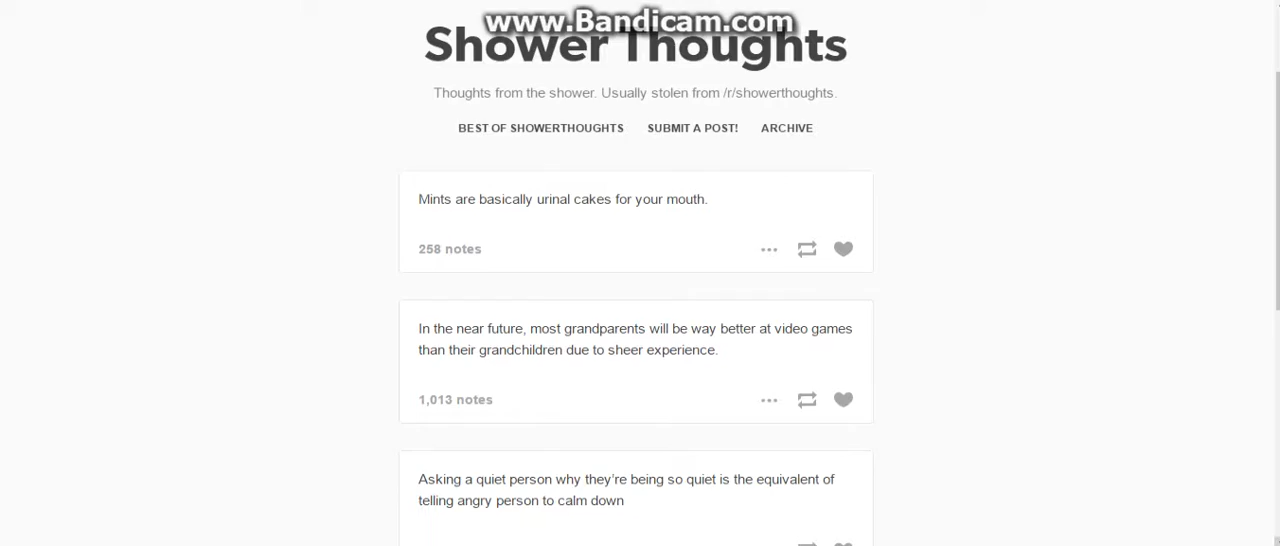 www.Bandicam.com
Shower Thoughts
Thoughts from the shower. Usually stolen from /r/showerthoughts.
BEST OF SHOWERTHOUGHTS SUBMIT A POST! ARCHIVE
Mints are basically urinal cakes for your mouth.
258 notes
In the near future, most grandparents will be way better at video games
than their grandchildren due to sheer experience.
1,013 notes
Asking a quiet person why they're being so quiet is the equivalent of
telling angry person to calm down